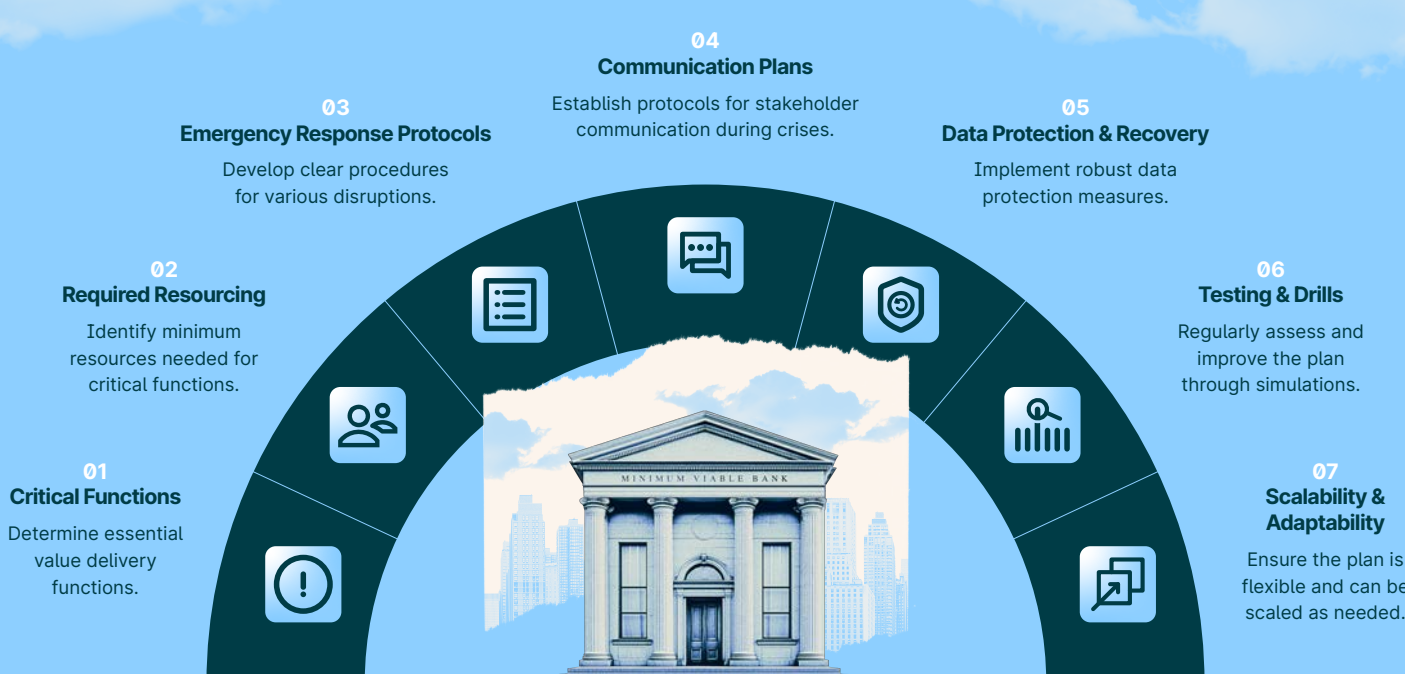 01
Critical Functions
Determine essential
value delivery
functions.
02
Required Resourcing
Identify minimum
resources needed for
critical functions.
03
Emergency Response Protocols
Develop clear procedures
for various disruptions.
04
Communication Plans
Establish protocols for stakeholder
communication during crises.
05
Data Protection & Recovery
Implement robust data
protection measures.
06
Testing & Drills
Regularly assess and
improve the plan
through simulations.
07
Scalability &
Adaptability
Ensure the plan is
flexible and can be
scaled as needed.
MINIMUM VIABLE BANK